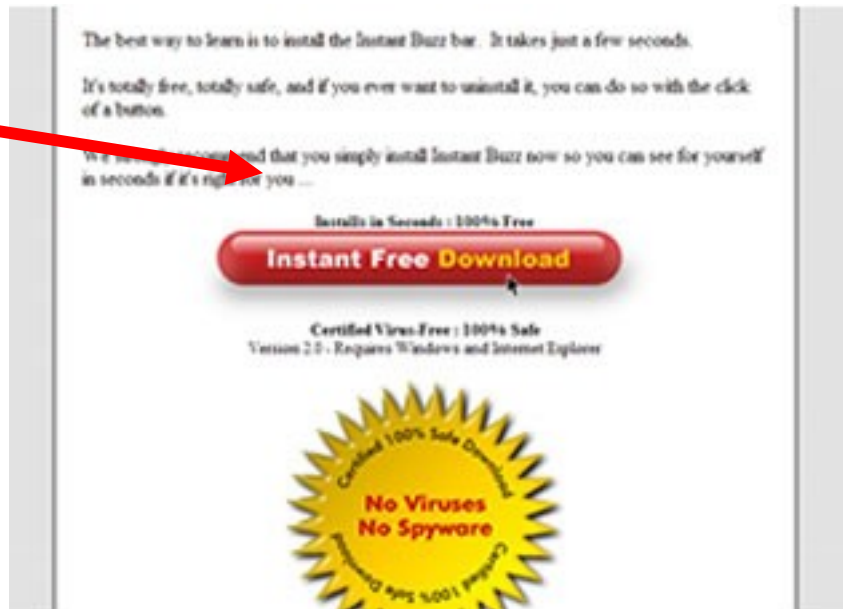 The best way to learn is to install the Instant Buzz bar. It takes just a few seconds.
It's totally free, totally safe, and if you ever want to uninstall it, you can do so with the click
of a button.
We that you simply install Instant Buzz now so you can see for yourself
in seconds if it's right for you ...
Installs in Seconds : 100% Free
Instant Free Download
Certified Virus-Free : 100% Safe
Version 2.0 - Requires Windows and Internet Explorer
Certified 100% Safe Download
No Viruses
No Spyware
Certified 100% Safe Download